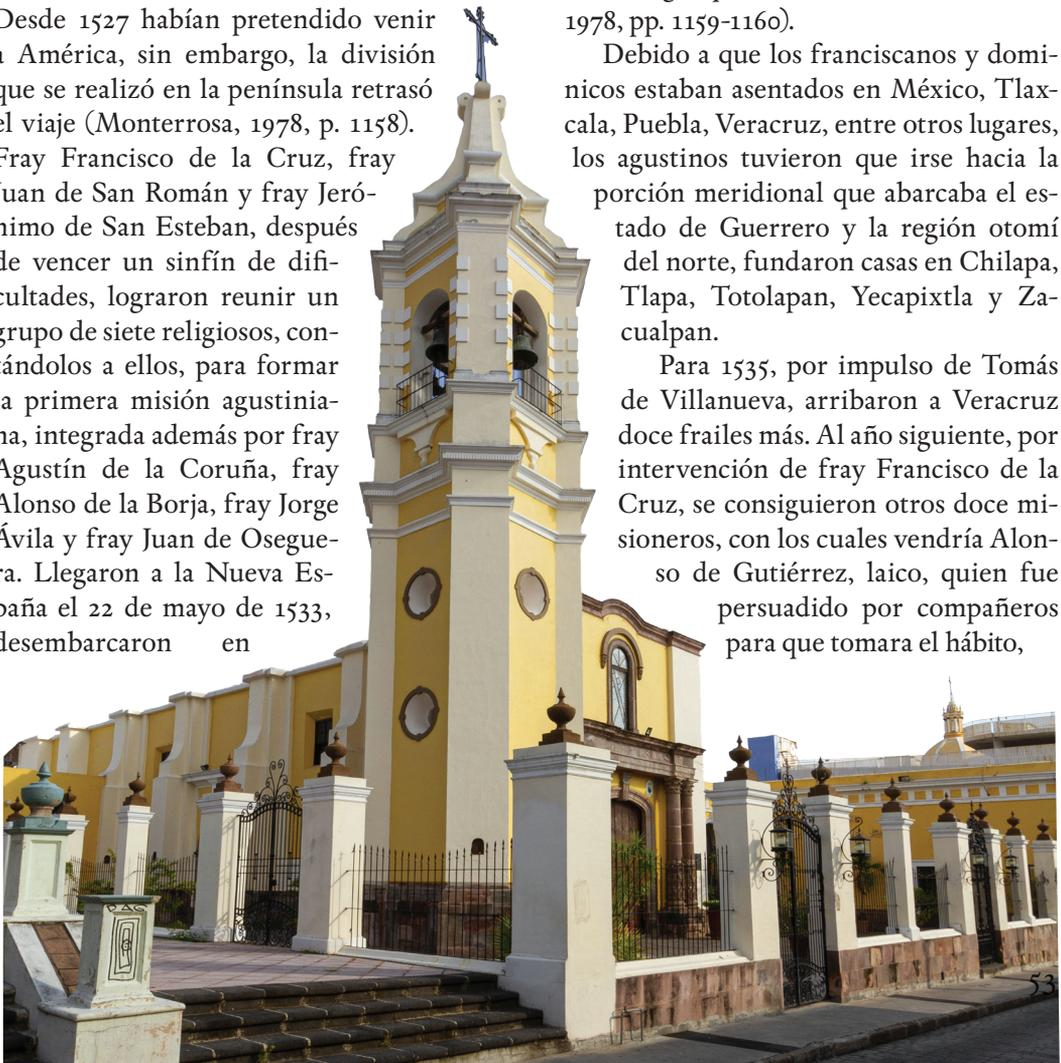 Desde 1527 habían pretendido venir
a América, sin embargo, la división
que se realizó en la península retrasó
el viaje (Monterrosa, 1978, p. 1158).
Fray Francisco de la Cruz, fray
Juan de San Román y fray Jeró-
nimo de San Esteban, después
de vencer un sinfín de difi-
cultades, lograron reunir un
grupo de siete religiosos, con-
tándolos a ellos, para formar
la primera misión agustinia-
na, integrada además por fray
Agustín de la Coruña, fray
Alonso de la Borja, fray Jorge
Ávila y fray Juan de Osegue-
ra. Llegaron a la Nueva Es-
paña el 22 de mayo de 1533,
desembarcaron en
1978, pp. 1159-1160).
Debido a que los franciscanos y domi-
nicos estaban asentados en México, Tlax-
cala, Puebla, Veracruz, entre otros lugares,
los agustinos tuvieron que irse hacia la
porción meridional que abarcaba el es-
tado de Guerrero y la región otomí
del norte, fundaron casas en Chilapa,
Tlapa, Totolapan, Yecapixtla y Za-
cualpan.
Para 1535, por impulso de Tomás
de Villanueva, arribaron a Veracruz
doce frailes más. Al año siguiente, por
intervención de fray Francisco de la
Cruz, se consiguieron otros doce mi-
sioneros, con los cuales vendría Alon-
so de Gutiérrez, laico, quien fue
persuadido por compañeros
para que tomara el hábito,
53